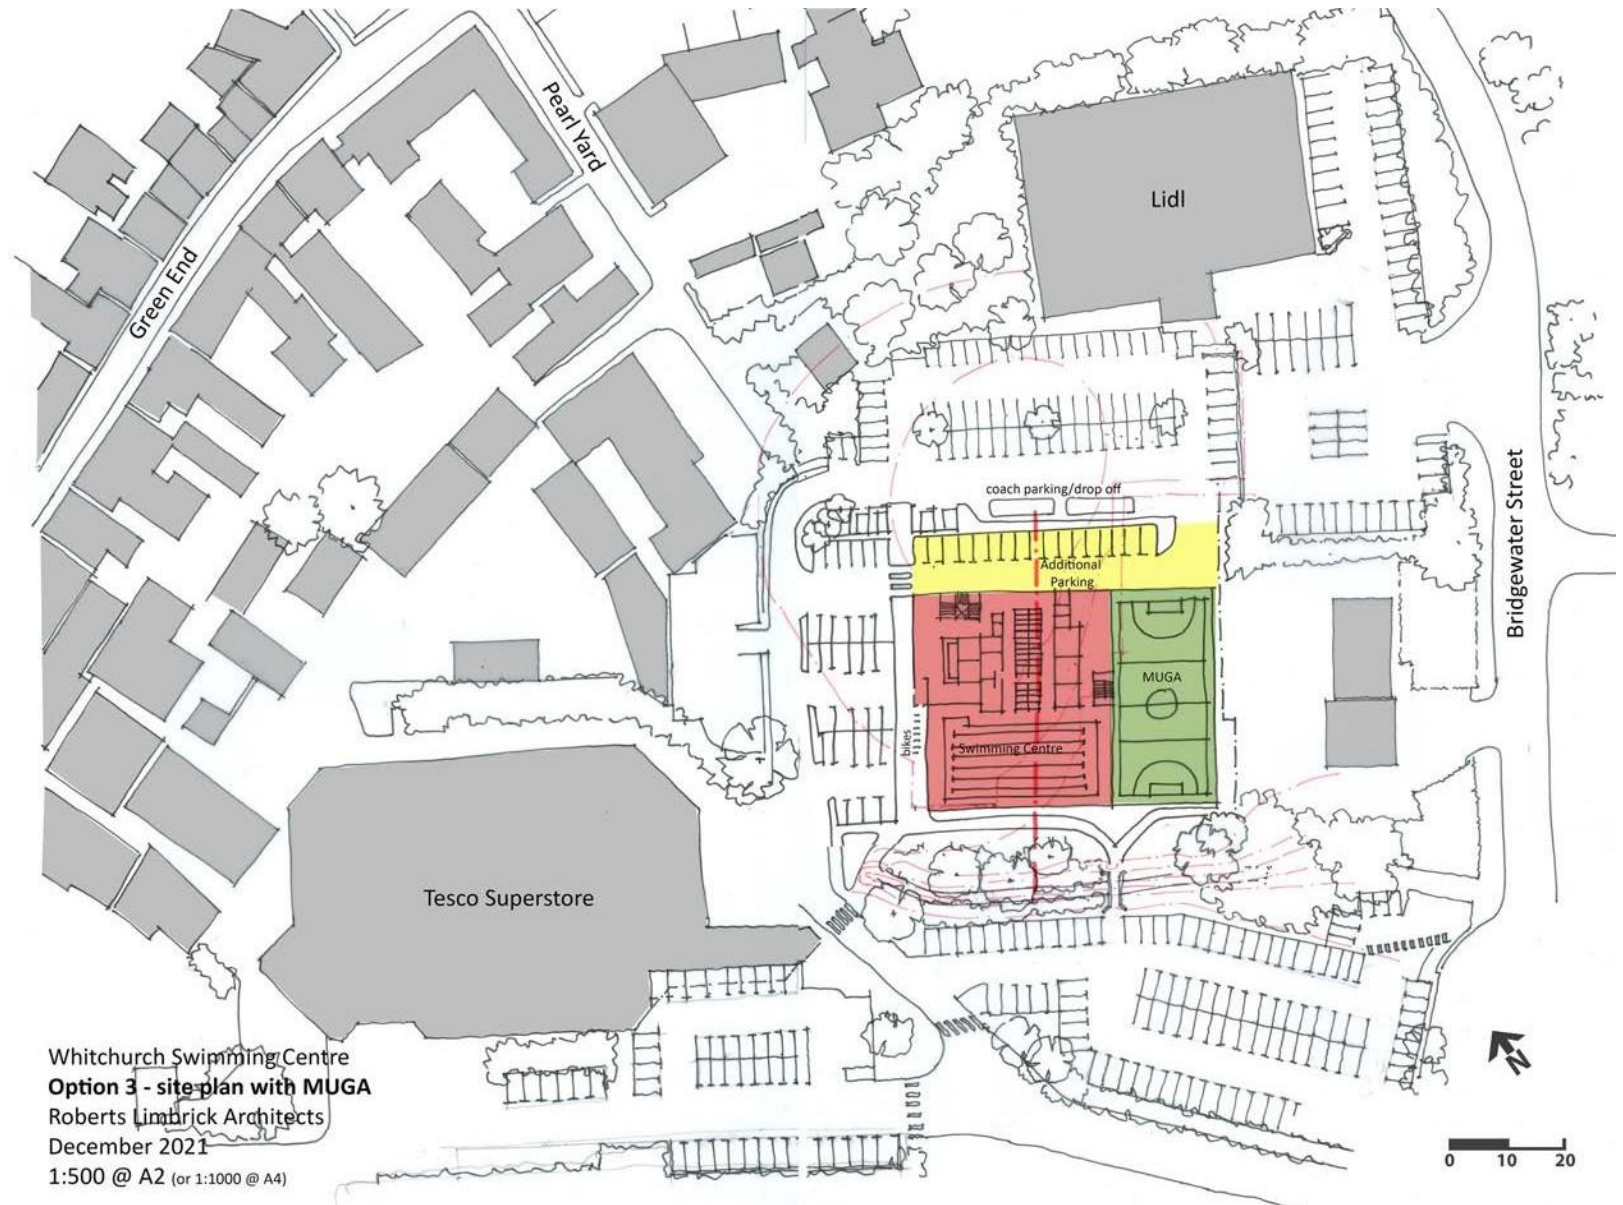 Pearl Yard
Lidl
Green End
coach parking/drop off
Bridgewater Street
Additional
Parking
MUGA
bikes
Swimming Centre
Tesco Superstore
Whitchurch Swimming Centre
Option 3 - site plan with MUGA
Roberts Limbrick Architects
December 2021
1:500 @ A2 (or 1:1000 @ A4)
N
0 10 20